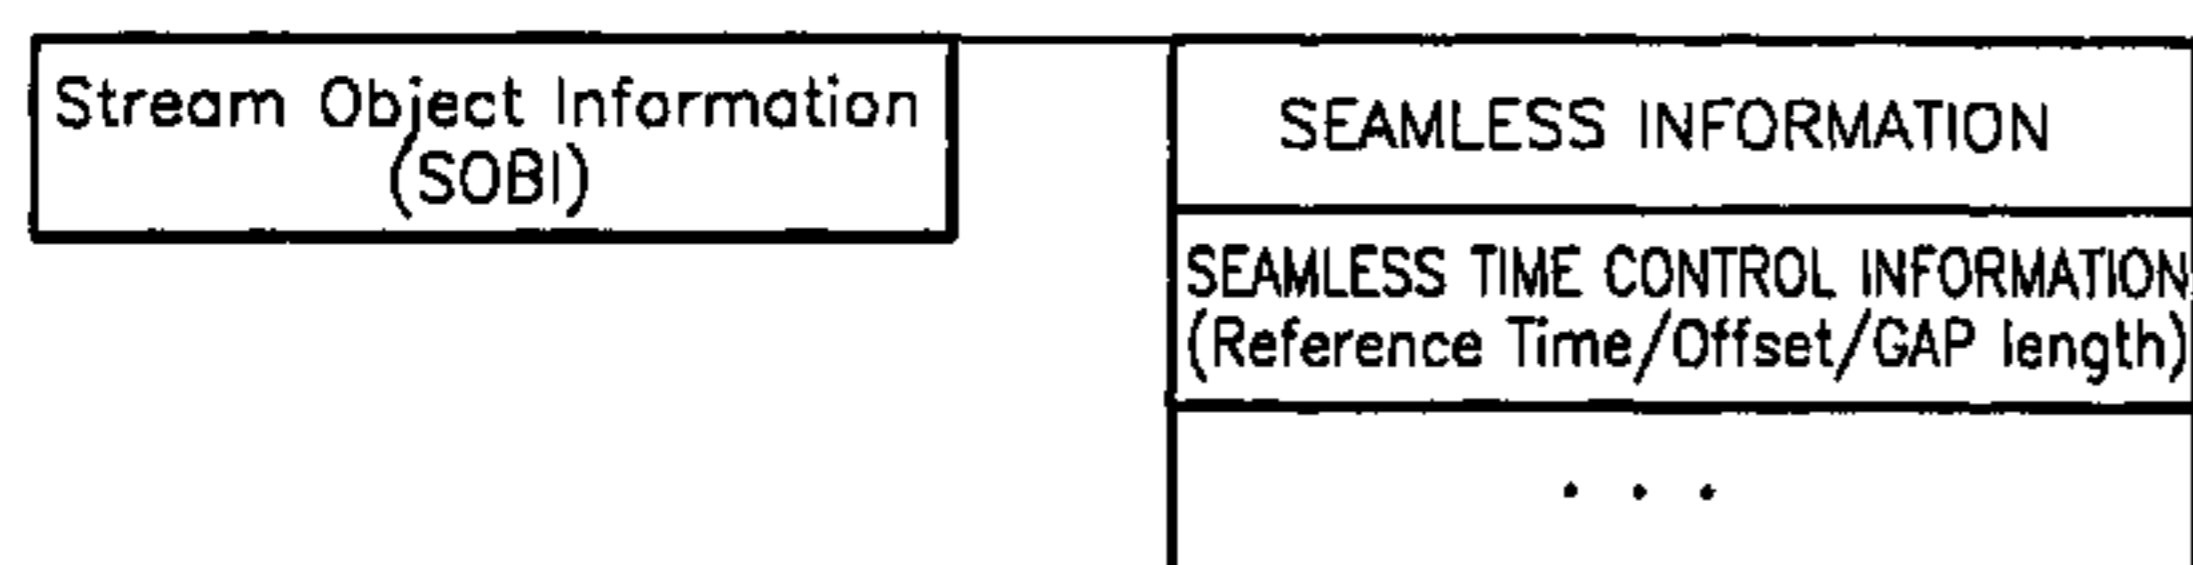 Stream Object Information
(SOBI)
SEAMLESS INFORMATION
SEAMLESS TIME CONTROL INFORMATION
(Reference Time/Offset/GAP length)
. . .